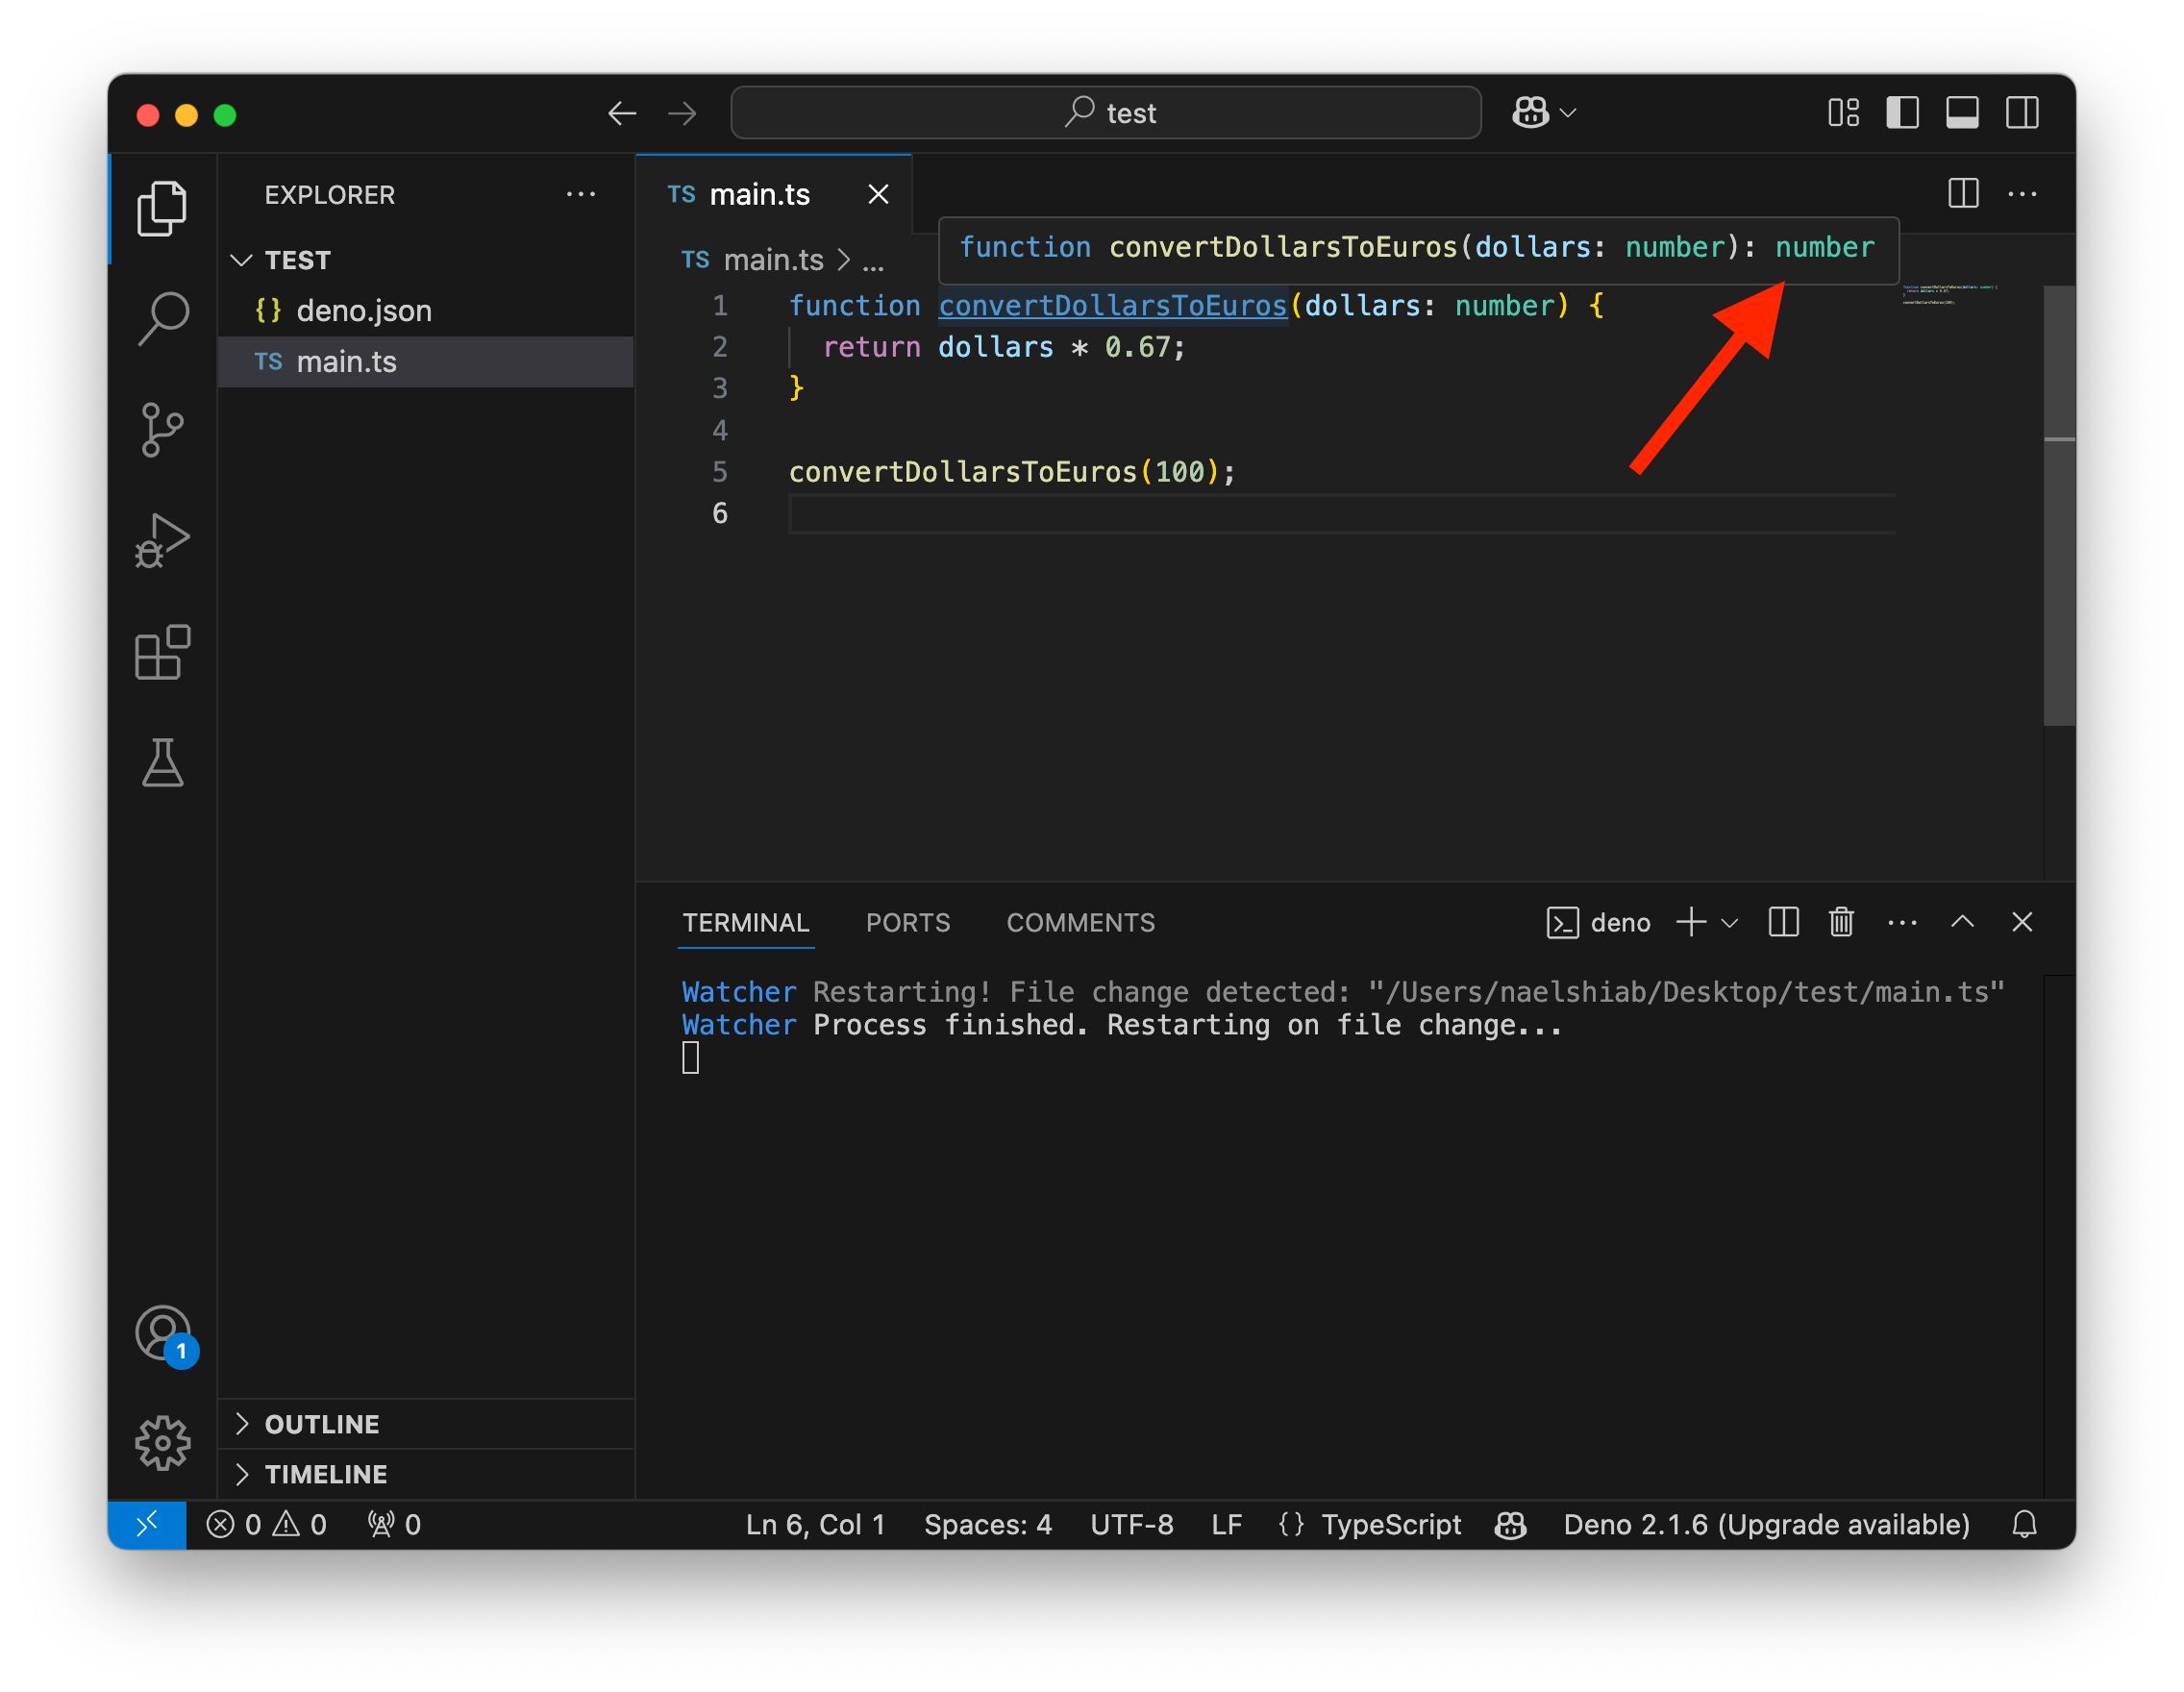 test
EXPLORER
TEST
{} deno.json
TS main.ts
TS main.ts
TS main.ts > ...
function convertDollarsToEuros(dollars: number): number
1 function convertDollarsToEuros(dollars: number) {
2 return dollars * 0.67;
3 }
4
5 convertDollarsToEuros(100);
6
TERMINAL PORTS COMMENTS
deno
Watcher Restarting! File change detected: "/Users/naelshiab/Desktop/test/main.ts"
Watcher Process finished. Restarting on file change...
1
OUTLINE
TIMELINE
0 0 0
Ln 6, Col 1 Spaces: 4 UTF-8 LF {} TypeScript Deno 2.1.6 (Upgrade available)